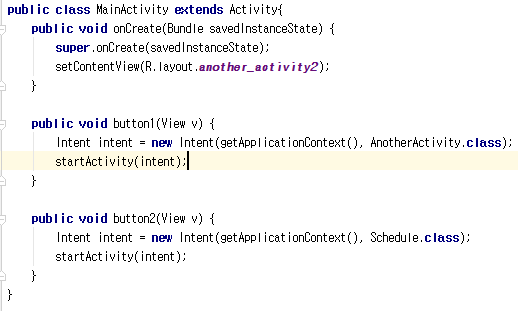 public class MainActivity extends Activity{
public void onCreate(Bundle savedInstanceState) {
super.onCreate(savedInstanceState);
setContentView(R.layout.another_activity2);
}
public void button1(View v) {
Intent intent = new Intent(getApplicationContext(), AnotherActivity.class);
startActivity(intent);
}
public void button2(View v) {
Intent intent = new Intent(getApplicationContext(), Schedule.class);
startActivity(intent);
}
}